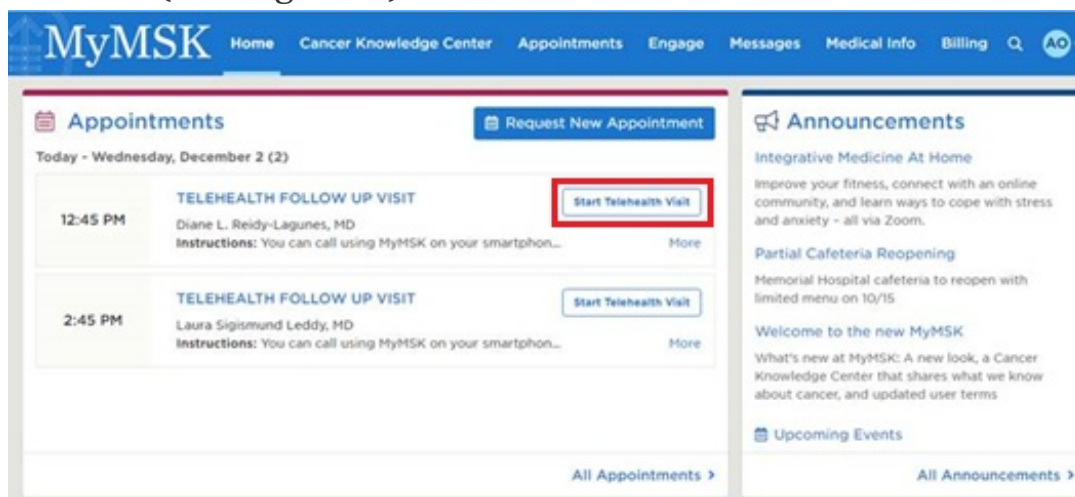 MyMSK Home Cancer Knowledge Center Appointments Engage Messages Medical Info Billing AO
Appointments
Request New Appointment
Today - Wednesday, December 2 (2)
12:45 PM
TELEHEALTH FOLLOW UP VISIT
Start Telehealth Visit
Diane L. Reidy-Lagunes, MD
Instructions: You can call using MyMSK on your smartphon...
More
2:45 PM
TELEHEALTH FOLLOW UP VISIT
Start Telehealth Visit
Laura Sigismund Leddy, MD
Instructions: You can call using MyMSK on your smartphon...
More
All Appointments >
Announcements
Integrative Medicine At Home
Improve your fitness, connect with an online
community, and learn ways to cope with stress
and anxiety - all via Zoom.
Partial Cafeteria Reopening
Memorial Hospital cafeteria to reopen with
limited menu on 10/15
Welcome to the new MyMSK
What's new at MyMSK: A new look, a Cancer
Knowledge Center that shares what we know
about cancer, and updated user terms
Upcoming Events
All Announcements >